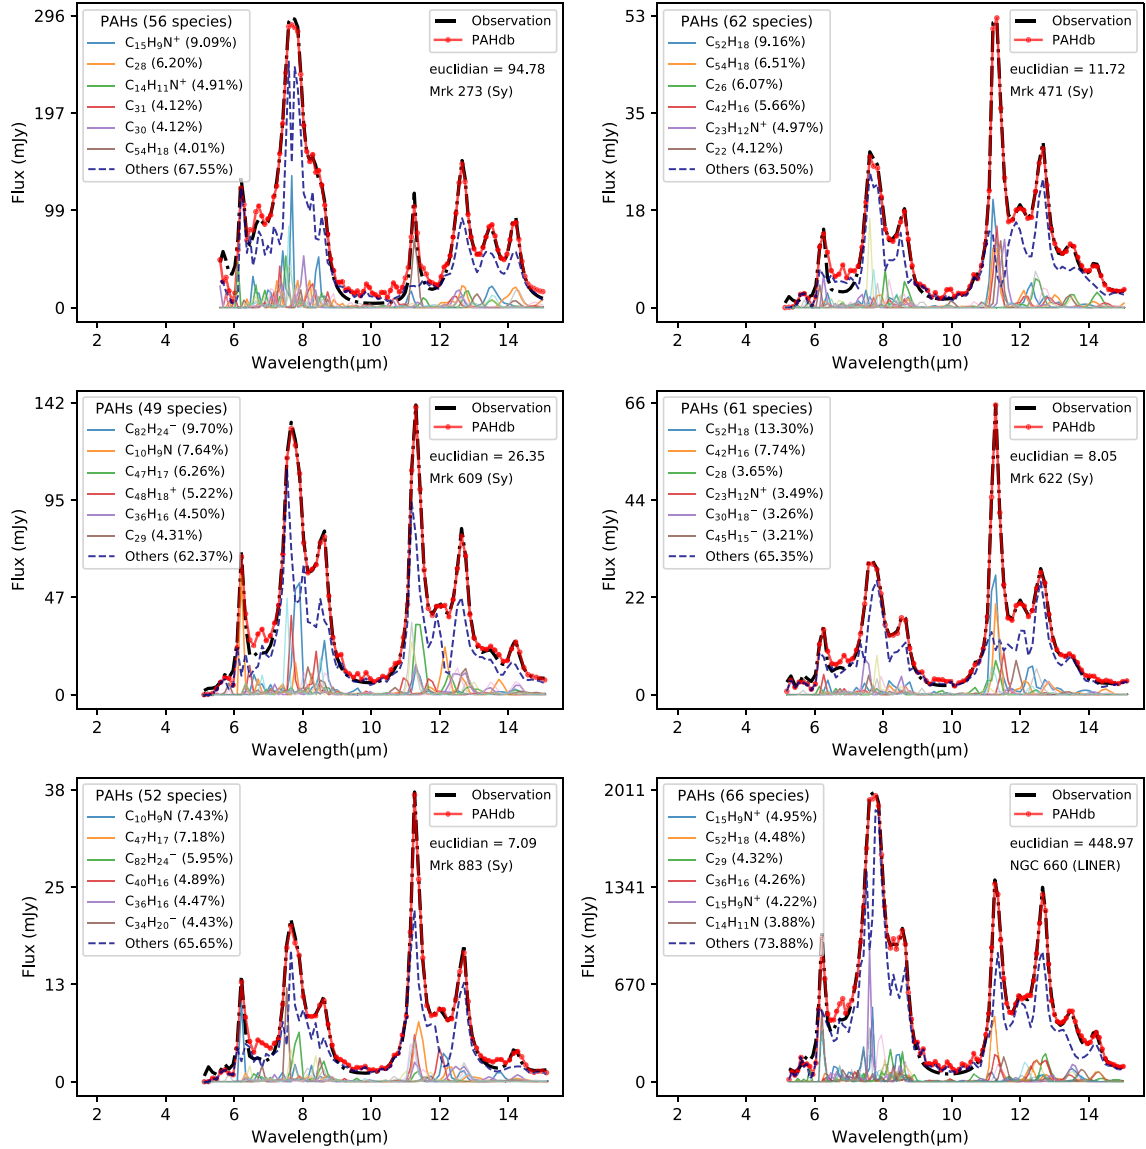 PAHs (56 species)
C₁₅H₉N⁺ (9.09%)
C₂₈ (6.20%)
C₁₄H₁₁N⁺ (4.91%)
C₃₁ (4.12%)
C₃₀ (4.12%)
C₅₄H₁₈ (4.01%)
Others (67.55%)
Observation
PAHdb
euclidian = 94.78
Mrk 273 (Sy)
296
197
99
0
Flux (mJy)
2 4 6 8 10 12 14
Wavelength(μm)
PAHs (62 species)
C₅₂H₁₈ (9.16%)
C₅₄H₁₈ (6.51%)
C₂₆ (6.07%)
C₄₂H₁₆ (5.66%)
C₂₃H₁₂N⁺ (4.97%)
C₂₂ (4.12%)
Others (63.50%)
Observation
PAHdb
euclidian = 11.72
Mrk 471 (Sy)
53
35
18
0
Flux (mJy)
2 4 6 8 10 12 14
Wavelength(μm)
PAHs (49 species)
C₈₂H₂₄⁻ (9.70%)
C₁₀H₉N (7.64%)
C₄₇H₁₇ (6.26%)
C₄₈H₁₈⁺ (5.22%)
C₃₆H₁₆ (4.50%)
C₂₉ (4.31%)
Others (62.37%)
Observation
PAHdb
euclidian = 26.35
Mrk 609 (Sy)
142
95
47
0
Flux (mJy)
2 4 6 8 10 12 14
Wavelength(μm)
PAHs (61 species)
C₅₂H₁₈ (13.30%)
C₄₂H₁₆ (7.74%)
C₂₈ (3.65%)
C₂₃H₁₂N⁺ (3.49%)
C₃₀H₁₈⁻ (3.26%)
C₄₅H₁₅⁻ (3.21%)
Others (65.35%)
Observation
PAHdb
euclidian = 8.05
Mrk 622 (Sy)
66
44
22
0
Flux (mJy)
2 4 6 8 10 12 14
Wavelength(μm)
PAHs (52 species)
C₁₀H₉N (7.43%)
C₄₇H₁₇ (7.18%)
C₈₂H₂₄⁻ (5.95%)
C₄₀H₁₆ (4.89%)
C₃₆H₁₆ (4.47%)
C₃₄H₂₀⁻ (4.43%)
Others (65.65%)
Observation
PAHdb
euclidian = 7.09
Mrk 883 (Sy)
38
25
13
0
Flux (mJy)
2 4 6 8 10 12 14
Wavelength(μm)
PAHs (66 species)
C₁₅H₉N⁺ (4.95%)
C₅₂H₁₈ (4.48%)
C₂₉ (4.32%)
C₃₆H₁₆ (4.26%)
C₁₅H₉N⁺ (4.22%)
C₁₄H₁₁N (3.88%)
Others (73.88%)
Observation
PAHdb
euclidian = 448.97
NGC 660 (LINER)
2011
1341
670
0
Flux (mJy)
2 4 6 8 10 12 14
Wavelength(μm)